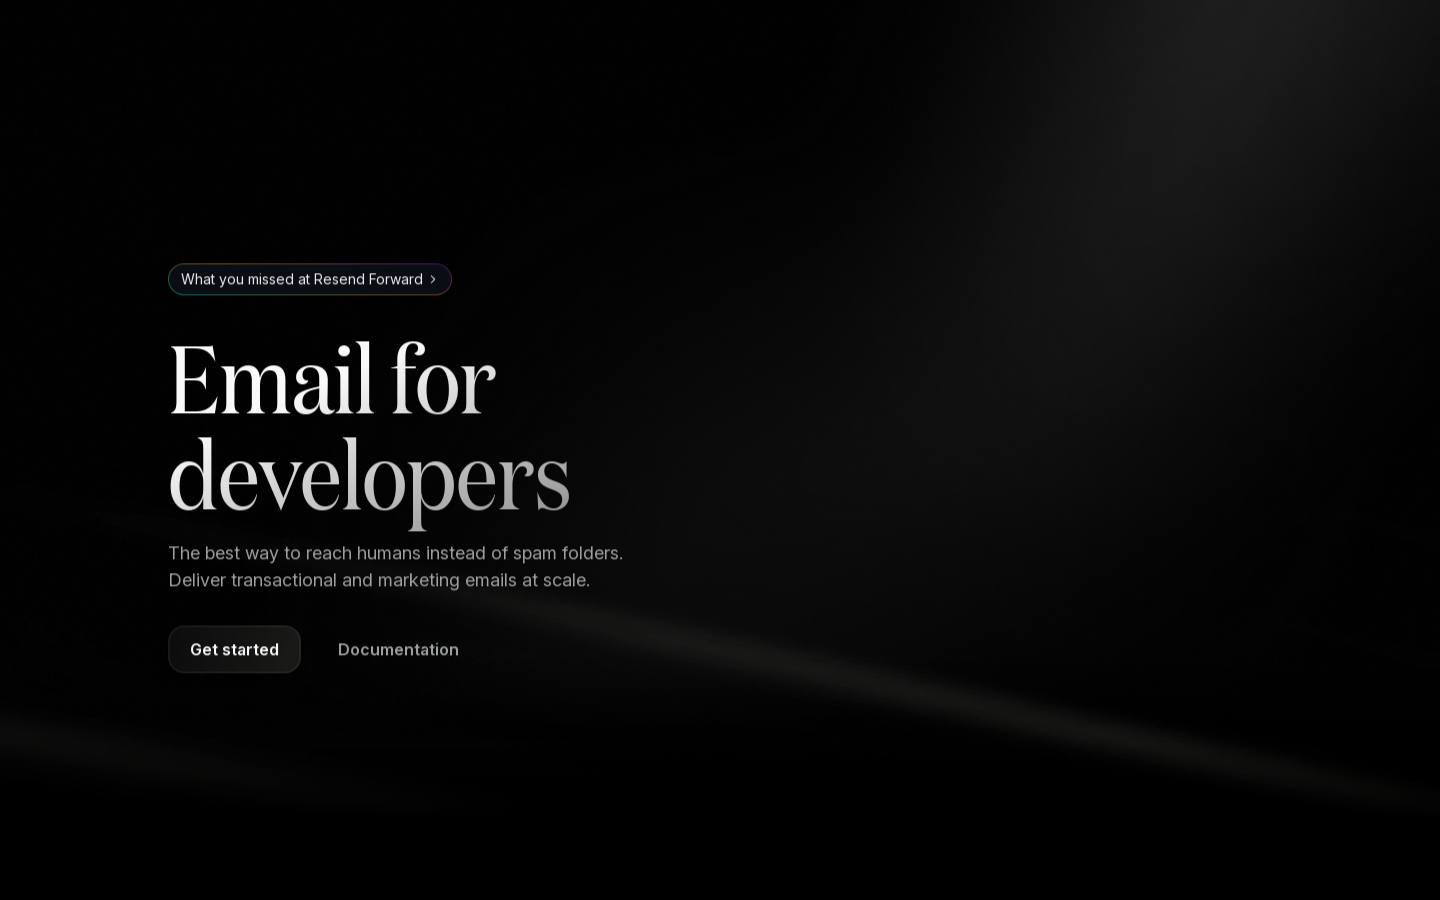 What you missed at Resend Forward
Email for
developers
The best way to reach humans instead of spam folders.
Deliver transactional and marketing emails at scale.
Get started
Documentation